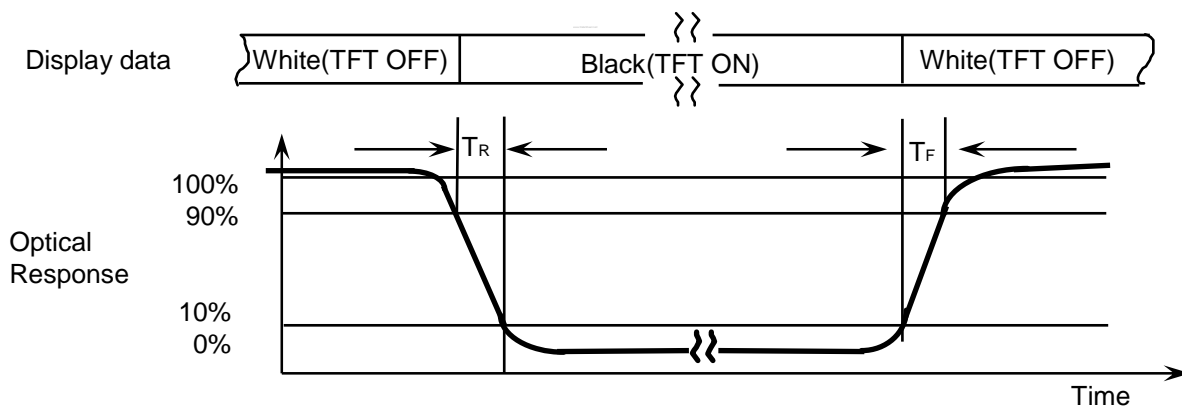 Display data
White(TFT OFF)
Black(TFT ON)
White(TFT OFF)
TR
TF
100%
90%
Optical
Response
10%
0%
Time